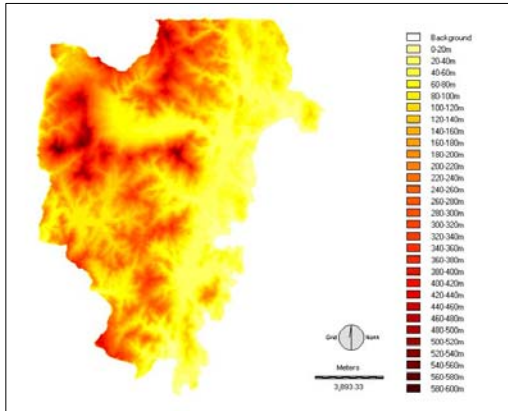 Background
0-20m
20-40m
40-60m
60-80m
80-100m
100-120m
120-140m
140-160m
160-180m
180-200m
200-220m
220-240m
240-260m
260-280m
280-300m
300-320m
320-340m
340-360m
360-380m
380-400m
400-420m
420-440m
440-460m
460-480m
480-500m
500-520m
520-540m
540-560m
560-580m
580-600m
Grid North
Meters
3,893.33